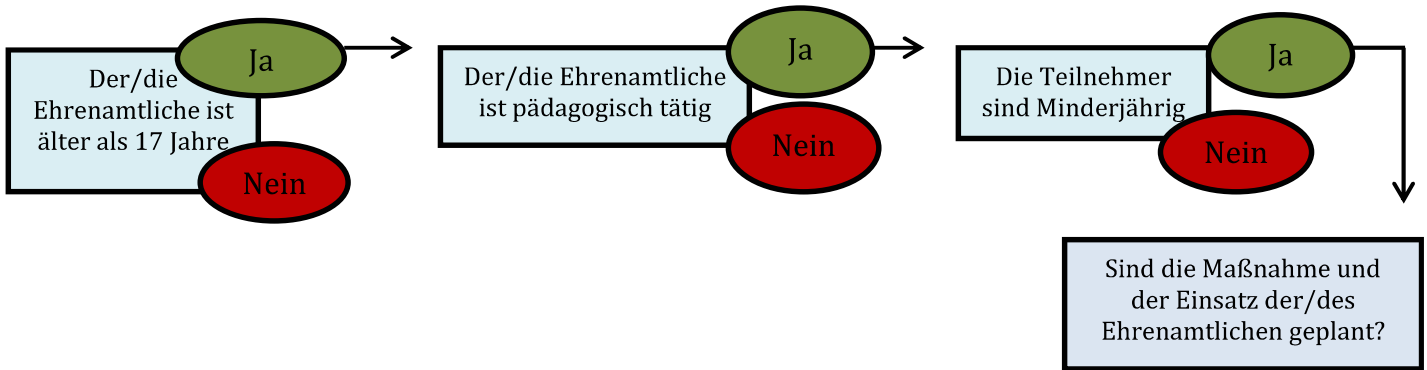 Der/die
Ehrenamtliche ist
älter als 17 Jahre
Ja
Nein
Der/die Ehrenamtliche
ist pädagogisch tätig
Ja
Nein
Die Teilnehmer
sind Minderjährig
Ja
Nein
Sind die Maßnahme und
der Einsatz der/des
Ehrenamtlichen geplant?